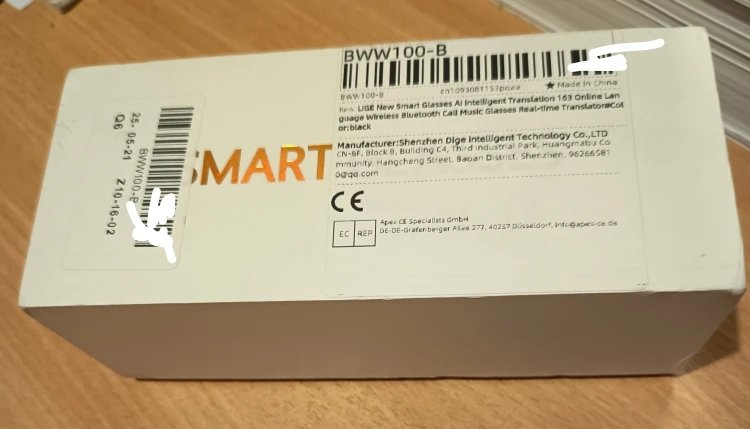 BWW100-B
BWW100-B
★ Made in China
Item: LIGE New Smart Glasses AI Intelligent Translation 163 Online Lan
guage Wireless Bluetooth Call Music Glasses Real-time Translator#Col
or:black
Manufacturer:Shenzhen Dige Intelligent Technology Co.,LTD
CN-6F, Block B, Building C4, Third Industrial Park, Huangmabu Co
mmunity, Hangcheng Street, Baoan District, Shenzhen, 96266581
0@qq.com
CE
EC REP
Apex CE Specialists GmbH
DE-DE-Grafenberger Allee 277, 40237 Düsseldorf, Info@apex-ce.de
SMART
25-05-21
Q6
Z10-16-02